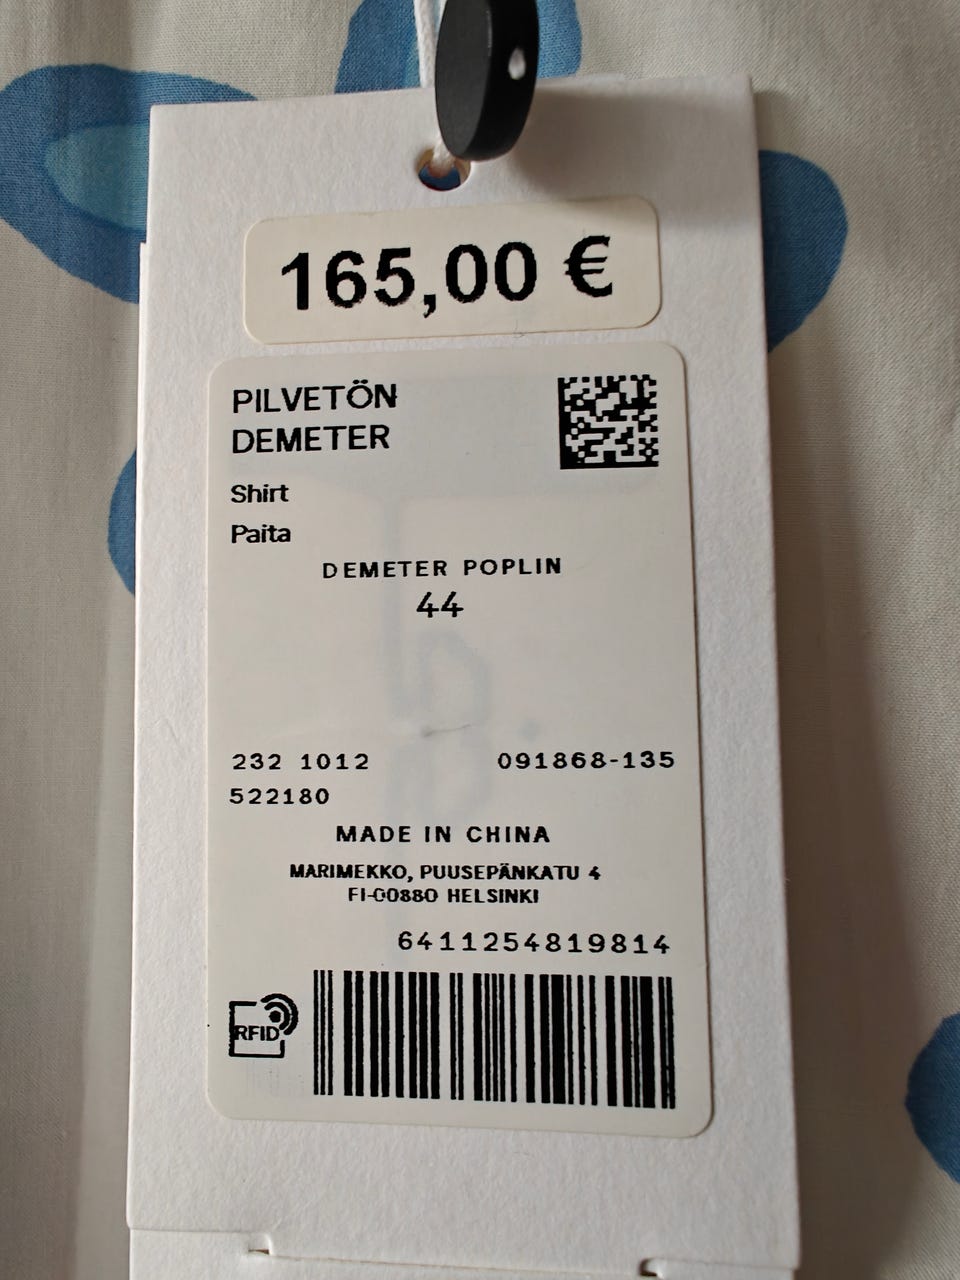 165,00 €
PILVETÖN
DEMETER
Shirt
Paita
DEMETER POPLIN
44
232 1012
091868-135
522180
MADE IN CHINA
MARIMEKKO, PUUSEPÄNKATU 4
FI-00880 HELSINKI
6411254819814
RFID